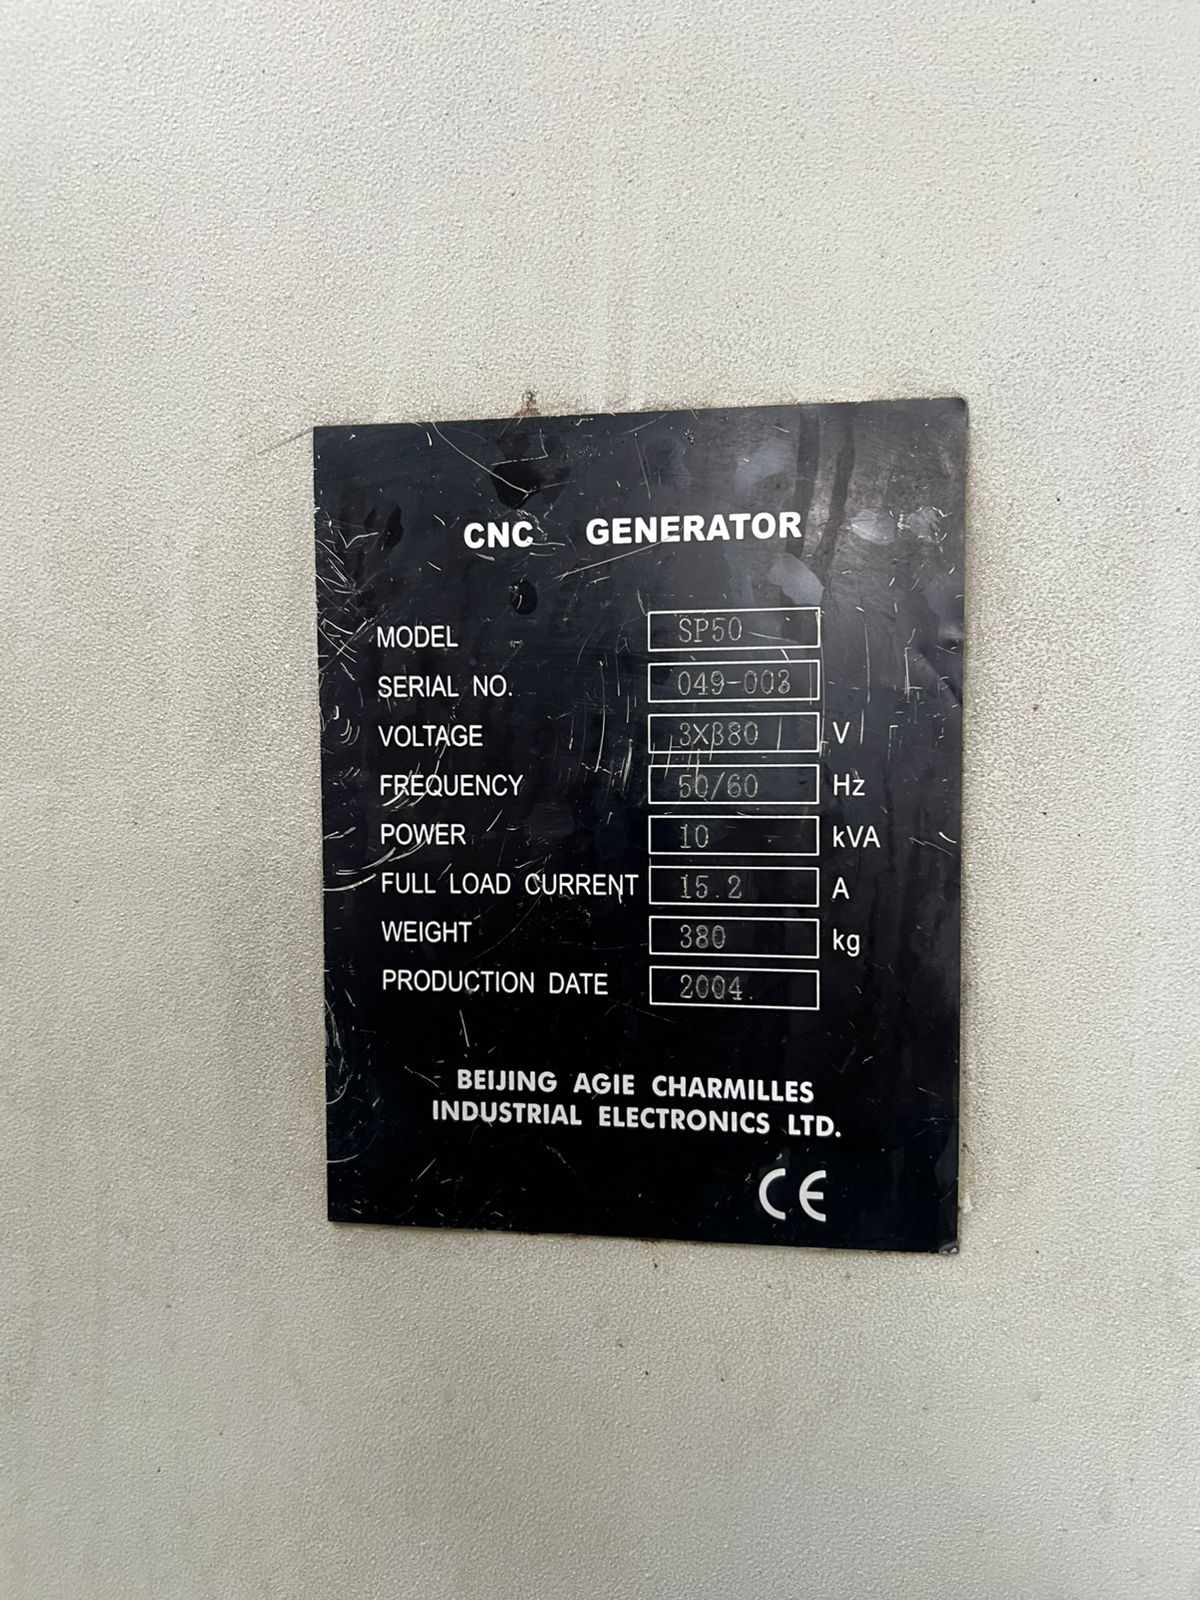 CNC GENERATOR
MODEL SP50
SERIAL NO. 049-003
VOLTAGE 3X380 V
FREQUENCY 50/60 Hz
POWER 10 kVA
FULL LOAD CURRENT 15.2 A
WEIGHT 380 kg
PRODUCTION DATE 2004.
BEIJING AGIE CHARMILLES
INDUSTRIAL ELECTRONICS LTD.
CE